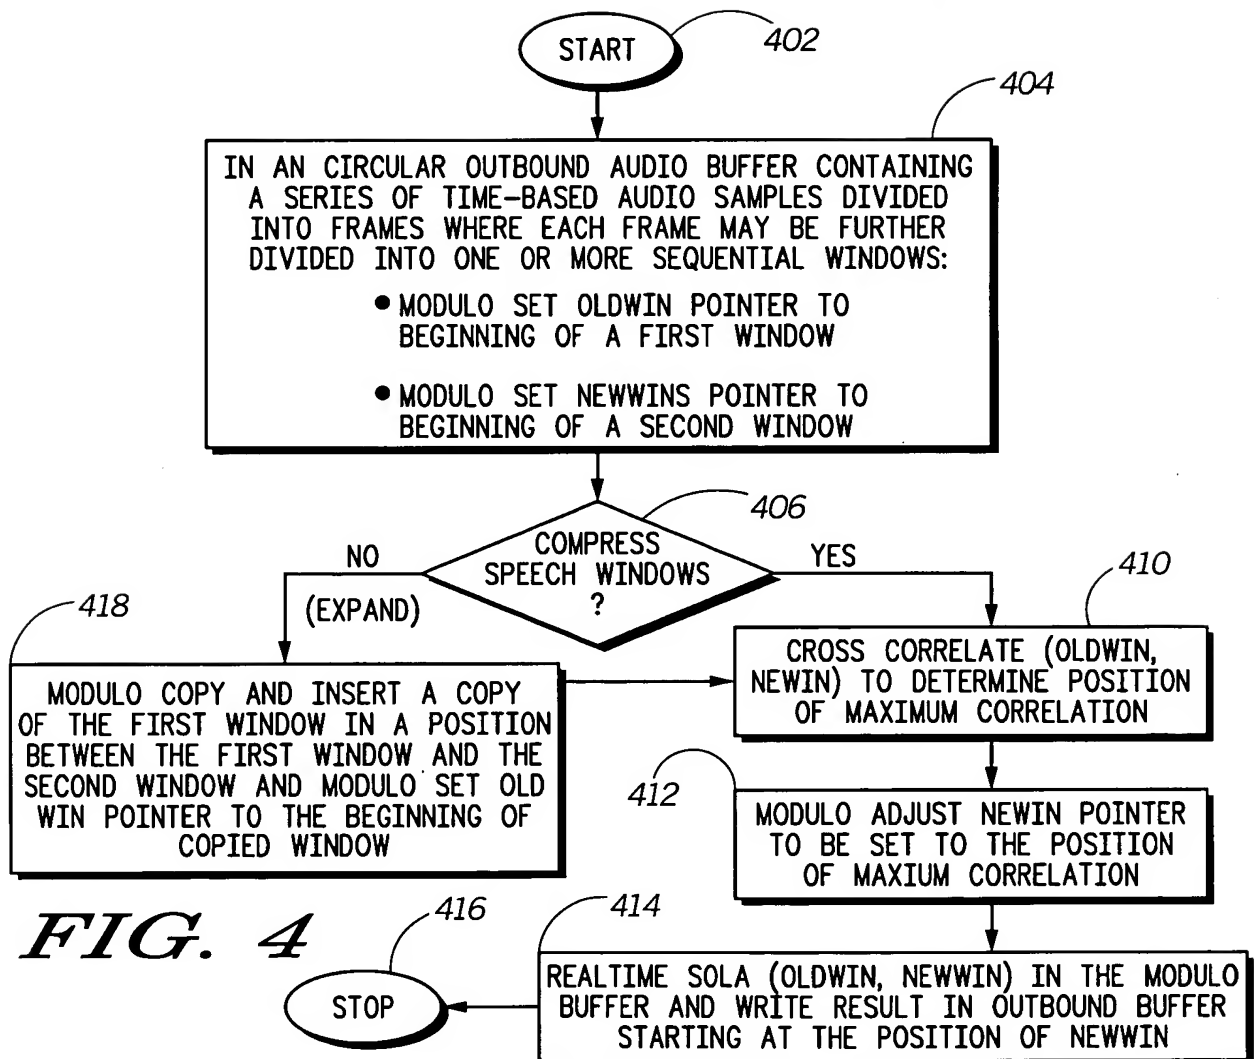 START
402
404
IN AN CIRCULAR OUTBOUND AUDIO BUFFER CONTAINING
A SERIES OF TIME-BASED AUDIO SAMPLES DIVIDED
INTO FRAMES WHERE EACH FRAME MAY BE FURTHER
DIVIDED INTO ONE OR MORE SEQUENTIAL WINDOWS:
● MODULO SET OLDWIN POINTER TO
BEGINNING OF A FIRST WINDOW
● MODULO SET NEWWINS POINTER TO
BEGINNING OF A SECOND WINDOW
406
COMPRESS
SPEECH WINDOWS
?
NO
(EXPAND)
YES
418
MODULO COPY AND INSERT A COPY
OF THE FIRST WINDOW IN A POSITION
BETWEEN THE FIRST WINDOW AND THE
SECOND WINDOW AND MODULO SET OLD
WIN POINTER TO THE BEGINNING OF
COPIED WINDOW
410
CROSS CORRELATE (OLDWIN,
NEWIN) TO DETERMINE POSITION
OF MAXIMUM CORRELATION
412
MODULO ADJUST NEWIN POINTER
TO BE SET TO THE POSITION
OF MAXIUM CORRELATION
414
REALTIME SOLA (OLDWIN, NEWWIN) IN THE MODULO
BUFFER AND WRITE RESULT IN OUTBOUND BUFFER
STARTING AT THE POSITION OF NEWWIN
416
STOP
FIG. 4